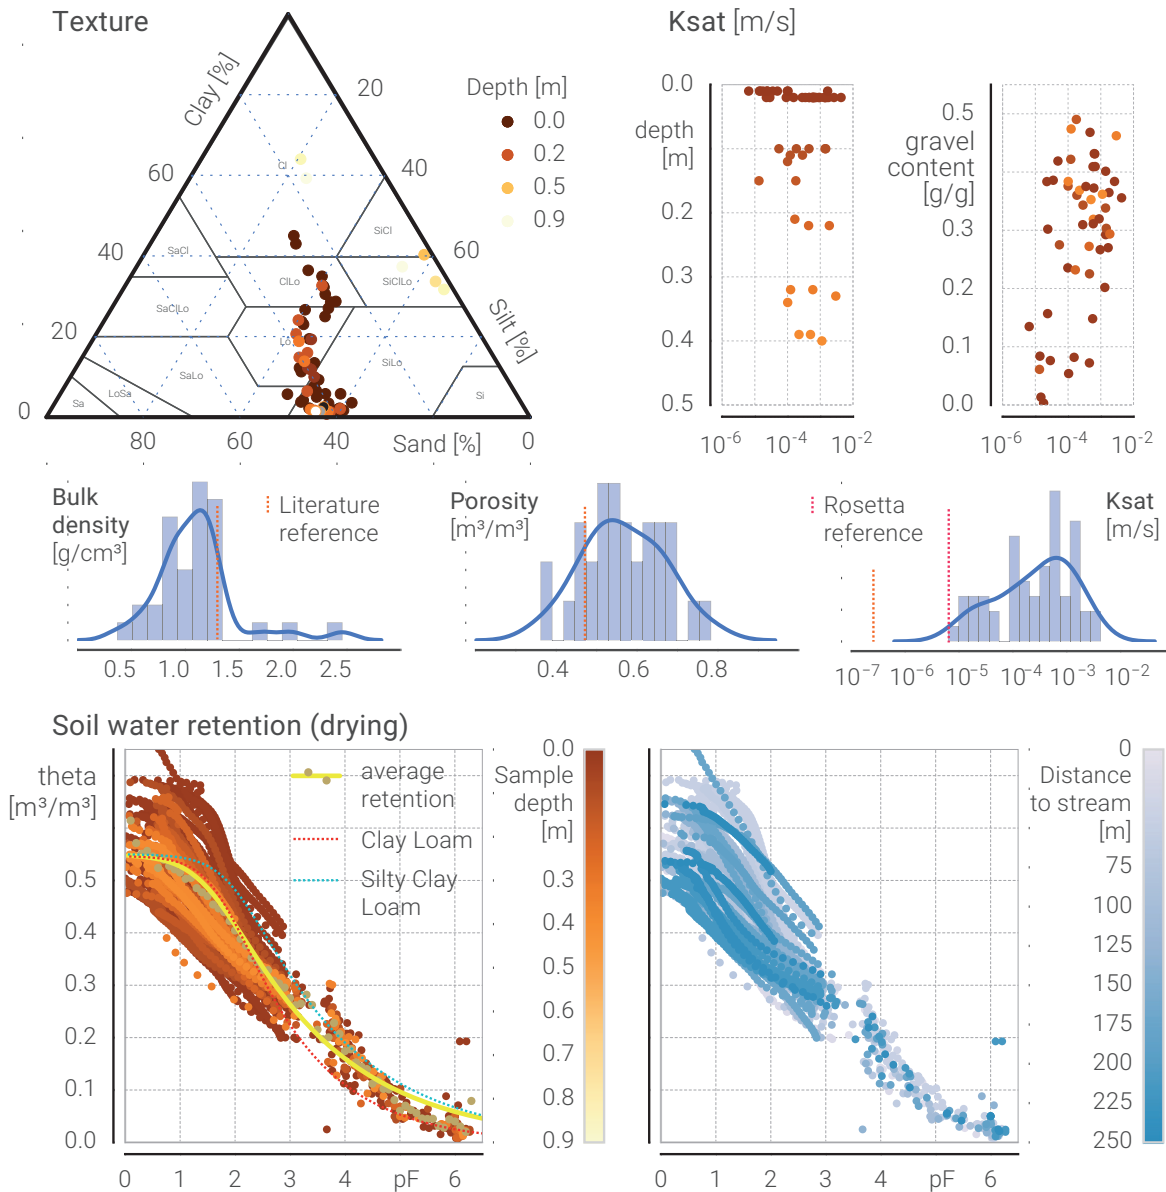 Texture
Clay [%]
20
40
60
60
40
20
0
Silt [%]
80
60
40
Sand [%]
0
Cl
SiCl
SaCl
ClLo
SiClLo
SaClLo
Lo
SiLo
SaLo
LoSa
Sa
Si
Depth [m]
0.0
0.2
0.5
0.9
Ksat [m/s]
0.0
depth
[m]
0.2
0.3
0.4
0.5
10⁻⁶
10⁻⁴
10⁻²
0.5
gravel
content
[g/g]
0.3
0.2
0.1
0.0
10⁻⁶
10⁻⁴
10⁻²
Bulk
density
[g/cm³]
Literature
reference
0.5
1.0
1.5
2.0
2.5
Porosity
[m³/m³]
0.4
0.6
0.8
Rosetta
reference
Ksat
[m/s]
10⁻⁷
10⁻⁶
10⁻⁵
10⁻⁴
10⁻³
10⁻²
Soil water retention (drying)
theta
[m³/m³]
0.5
0.4
0.3
0.2
0.1
0.0
0
1
2
3
4
pF
6
average
retention
Clay Loam
Silty Clay
Loam
Sample
depth
[m]
0.0
0.3
0.4
0.5
0.6
0.7
0.8
0.9
0
1
2
3
4
pF
6
Distance
to stream
[m]
0
75
100
125
150
175
200
225
250